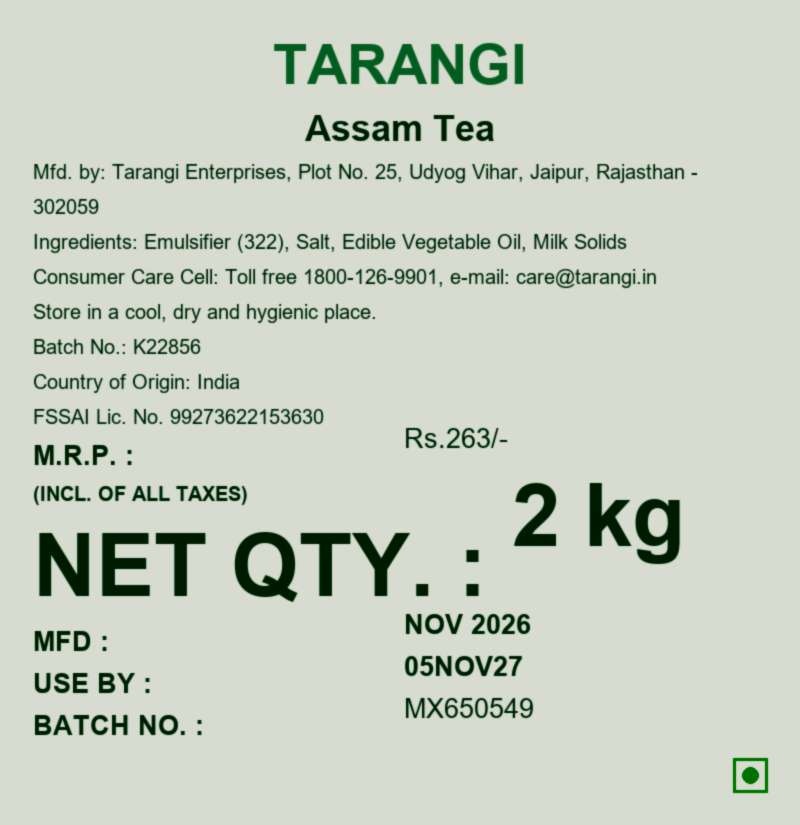 TARANGI
Assam Tea
Mfd. by: Tarangi Enterprises, Plot No. 25, Udyog Vihar, Jaipur, Rajasthan -
302059
Ingredients: Emulsifier (322), Salt, Edible Vegetable Oil, Milk Solids
Consumer Care Cell: Toll free 1800-126-9901, e-mail: care@tarangi.in
Store in a cool, dry and hygienic place.
Batch No.: K22856
Country of Origin: India
FSSAI Lic. No. 99273622153630
M.R.P. : Rs.263/-
(INCL. OF ALL TAXES)
NET QTY. : 2 kg
MFD : NOV 2026
USE BY : 05NOV27
BATCH NO. : MX650549